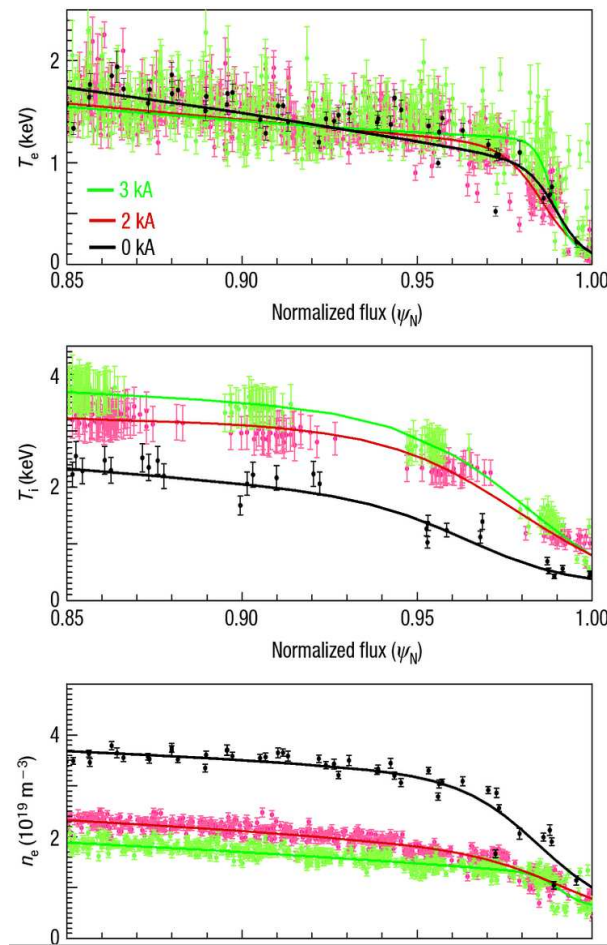 2
T_e (keV)
1
3 kA
2 kA
0 kA
0
0.85 0.90 0.95 1.00
Normalized flux (ψ_N)
4
T_i (keV)
2
0
0.85 0.90 0.95 1.00
Normalized flux (ψ_N)
4
n_e (10^19 m^−3)
2
0